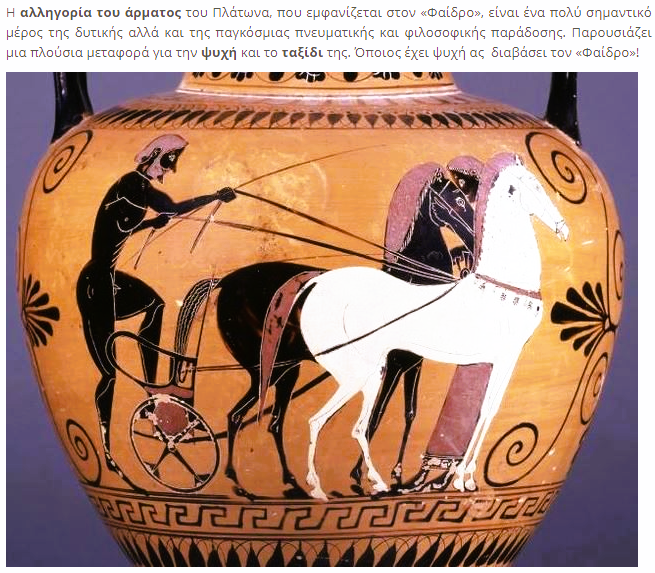 Η αλληγορία του άρματος του Πλάτωνα, που εμφανίζεται στον «Φαίδρο», είναι ένα πολύ σημαντικό
μέρος της δυτικής αλλά και της παγκόσμιας πνευματικής και φιλοσοφικής παράδοσης. Παρουσιάζει
μια πλούσια μεταφορά για την ψυχή και το ταξίδι της. Όποιος έχει ψυχή ας διαβάσει τον «Φαίδρο»!